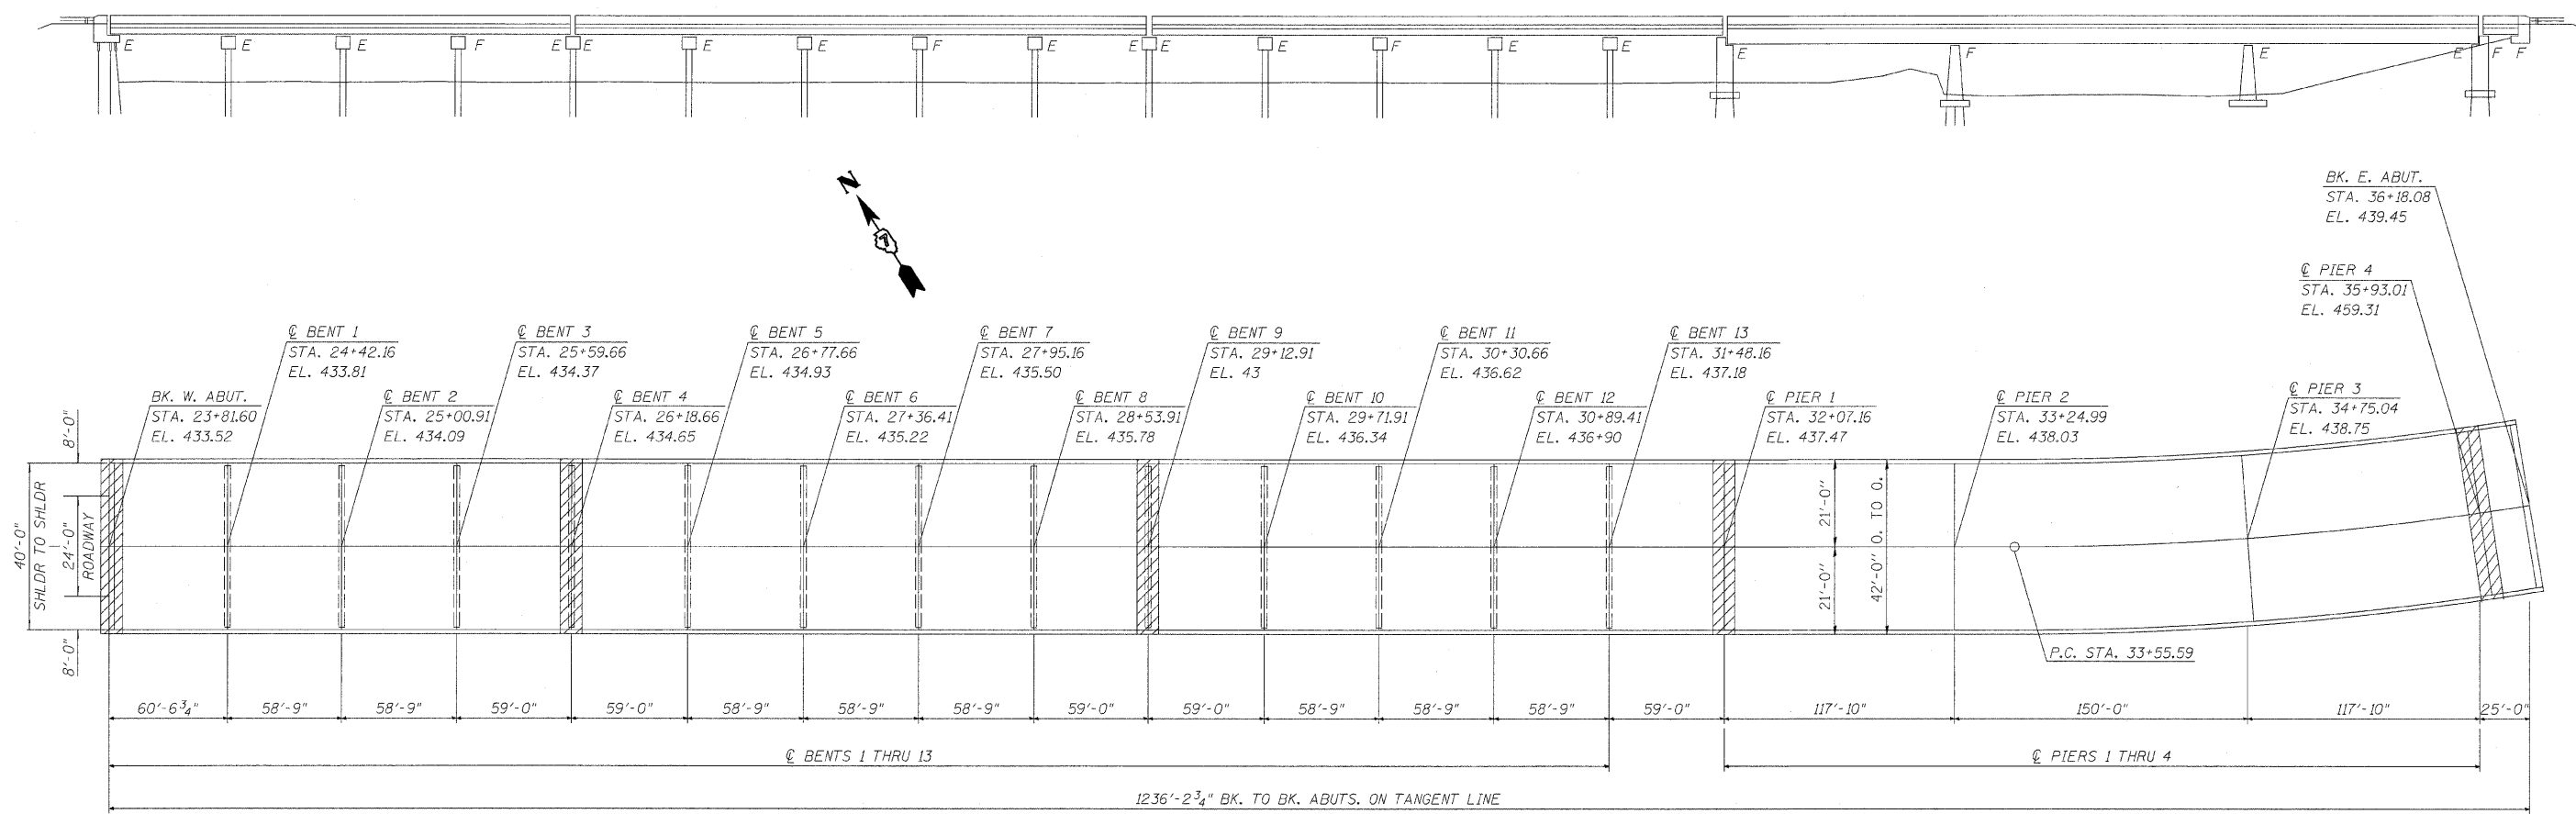 E E E F E E E E F E E E E F E E E F E E F F
N
BK. E. ABUT.
STA. 36+18.08
EL. 439.45
℄ PIER 4
STA. 35+93.01
EL. 459.31
℄ BENT 1
STA. 24+42.16
EL. 433.81
℄ BENT 3
STA. 25+59.66
EL. 434.37
℄ BENT 5
STA. 26+77.66
EL. 434.93
℄ BENT 7
STA. 27+95.16
EL. 435.50
℄ BENT 9
STA. 29+12.91
EL. 43
℄ BENT 11
STA. 30+30.66
EL. 436.62
℄ BENT 13
STA. 31+48.16
EL. 437.18
BK. W. ABUT.
STA. 23+81.60
EL. 433.52
℄ BENT 2
STA. 25+00.91
EL. 434.09
℄ BENT 4
STA. 26+18.66
EL. 434.65
℄ BENT 6
STA. 27+36.41
EL. 435.22
℄ BENT 8
STA. 28+53.91
EL. 435.78
℄ BENT 10
STA. 29+71.91
EL. 436.34
℄ BENT 12
STA. 30+89.41
EL. 436+90
℄ PIER 1
STA. 32+07.16
EL. 437.47
℄ PIER 2
STA. 33+24.99
EL. 438.03
℄ PIER 3
STA. 34+75.04
EL. 438.75
8'-0"
40'-0"
SHLDR TO SHLDR
24'-0"
ROADWAY
8'-0"
21'-0"
21'-0"
42'-0" O. TO O.
P.C. STA. 33+55.59
60'-6¾" 58'-9" 58'-9" 59'-0" 59'-0" 58'-9" 58'-9" 58'-9" 59'-0" 59'-0" 58'-9" 58'-9" 58'-9" 59'-0" 117'-10" 150'-0" 117'-10" 25'-0"
℄ BENTS 1 THRU 13
℄ PIERS 1 THRU 4
1236'-2¾" BK. TO BK. ABUTS. ON TANGENT LINE